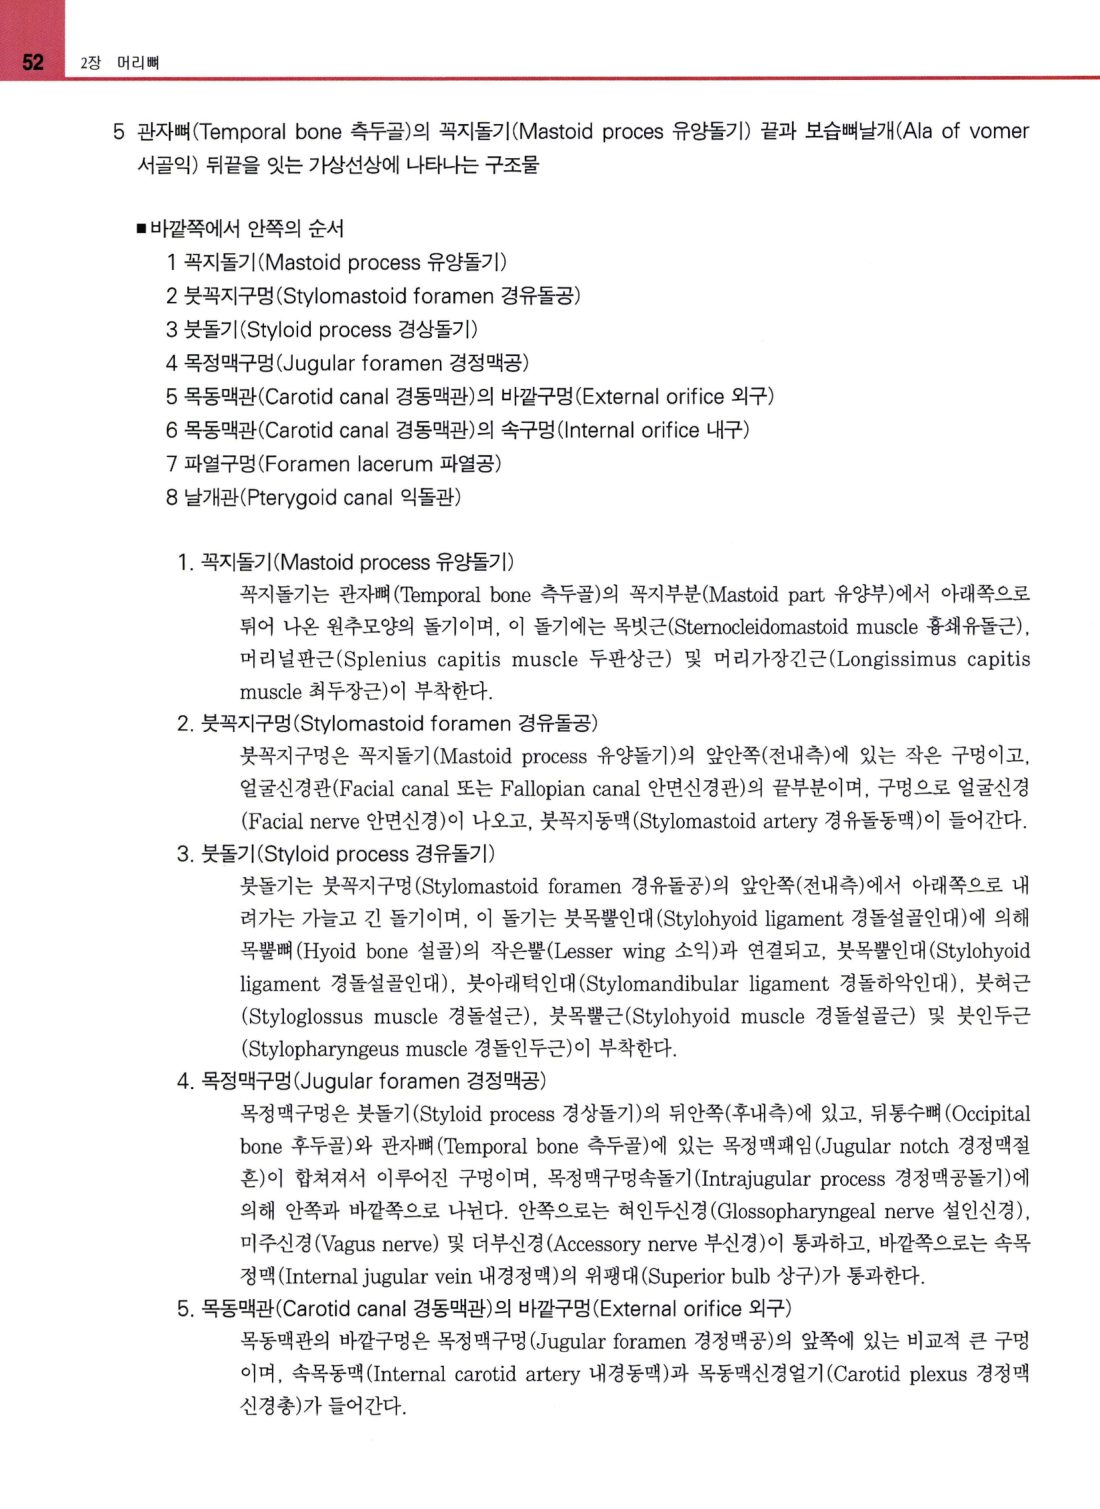 52 2장 머리뼈
5 관자뼈(Temporal bone 측두골)의 꼭지돌기(Mastoid proces 유양돌기) 끝과 보습뼈날개(Ala of vomer
서골익) 뒤끝을 잇는 가상선상에 나타나는 구조물
■ 바깥쪽에서 안쪽의 순서
1 꼭지돌기(Mastoid process 유양돌기)
2 붓꼭지구멍(Stylomastoid foramen 경유돌공)
3 붓돌기(Styloid process 경상돌기)
4 목정맥구멍(Jugular foramen 경정맥공)
5 목동맥관(Carotid canal 경동맥관)의 바깥구멍(External orifice 외구)
6 목동맥관(Carotid canal 경동맥관)의 속구멍(Internal orifice 내구)
7 파열구멍(Foramen lacerum 파열공)
8 날개관(Pterygoid canal 익돌관)
1. 꼭지돌기(Mastoid process 유양돌기)
꼭지돌기는 관자뼈(Temporal bone 측두골)의 꼭지부분(Mastoid part 유양부)에서 아래쪽으로
튀어 나온 원추모양의 돌기이며, 이 돌기에는 목빗근(Sternocleidomastoid muscle 흉쇄유돌근),
머리널판근(Splenius capitis muscle 두판상근) 및 머리가장긴근(Longissimus capitis
muscle 최두장근)이 부착한다.
2. 붓꼭지구멍(Stylomastoid foramen 경유돌공)
붓꼭지구멍은 꼭지돌기(Mastoid process 유양돌기)의 앞안쪽(전내측)에 있는 작은 구멍이고,
얼굴신경관(Facial canal 또는 Fallopian canal 안면신경관)의 끝부분이며, 구멍으로 얼굴신경
(Facial nerve 안면신경)이 나오고, 붓꼭지동맥(Stylomastoid artery 경유돌동맥)이 들어간다.
3. 붓돌기(Styloid process 경유돌기)
붓돌기는 붓꼭지구멍(Stylomastoid foramen 경유돌공)의 앞안쪽(전내측)에서 아래쪽으로 내
려가는 가늘고 긴 돌기이며, 이 돌기는 붓목뿔인대(Stylohyoid ligament 경돌설골인대)에 의해
목뿔뼈(Hyoid bone 설골)의 작은뿔(Lesser wing 소익)과 연결되고, 붓목뿔인대(Stylohyoid
ligament 경돌설골인대), 붓아래턱인대(Stylomandibular ligament 경돌하악인대), 붓혀근
(Styloglossus muscle 경돌설근), 붓목뿔근(Stylohyoid muscle 경돌설골근) 및 붓인두근
(Stylopharyngeus muscle 경돌인두근)이 부착한다.
4. 목정맥구멍(Jugular foramen 경정맥공)
목정맥구멍은 붓돌기(Styloid process 경상돌기)의 뒤안쪽(후내측)에 있고, 뒤통수뼈(Occipital
bone 후두골)와 관자뼈(Temporal bone 측두골)에 있는 목정맥패임(Jugular notch 경정맥절
흔)이 합쳐져서 이루어진 구멍이며, 목정맥구멍속돌기(Intrajugular process 경정맥공돌기)에
의해 안쪽과 바깥쪽으로 나뉜다. 안쪽으로는 혀인두신경(Glossopharyngeal nerve 설인신경),
미주신경(Vagus nerve) 및 더부신경(Accessory nerve 부신경)이 통과하고, 바깥쪽으로는 속목
정맥(Internal jugular vein 내경정맥)의 위팽대(Superior bulb 상구)가 통과한다.
5. 목동맥관(Carotid canal 경동맥관)의 바깥구멍(External orifice 외구)
목동맥관의 바깥구멍은 목정맥구멍(Jugular foramen 경정맥공)의 앞쪽에 있는 비교적 큰 구멍
이며, 속목동맥(Internal carotid artery 내경동맥)과 목동맥신경얼기(Carotid plexus 경정맥
신경총)가 들어간다.